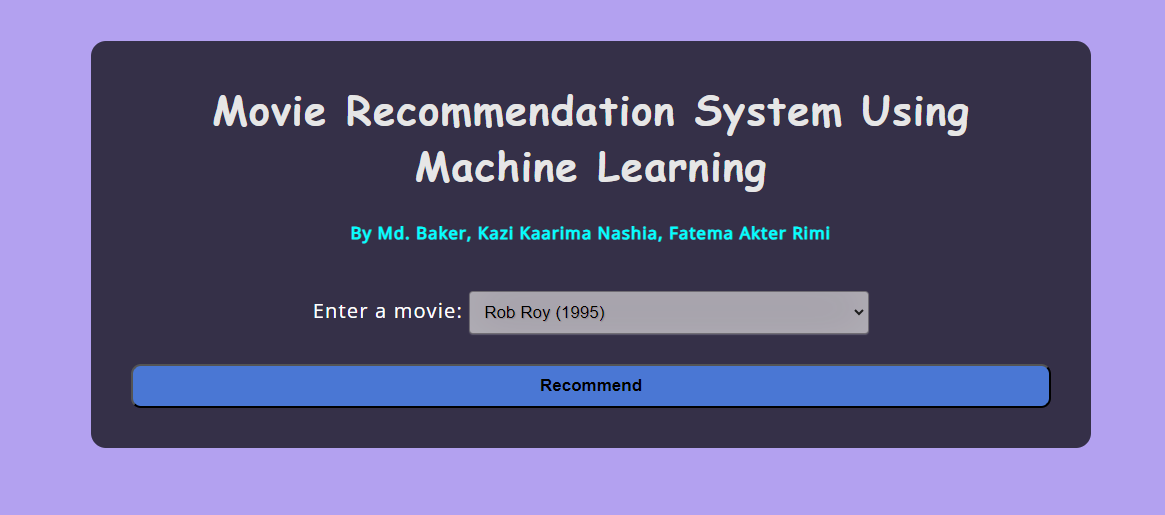 Movie Recommendation System Using
Machine Learning
By Md. Baker, Kazi Kaarima Nashia, Fatema Akter Rimi
Enter a movie: Rob Roy (1995)
Recommend